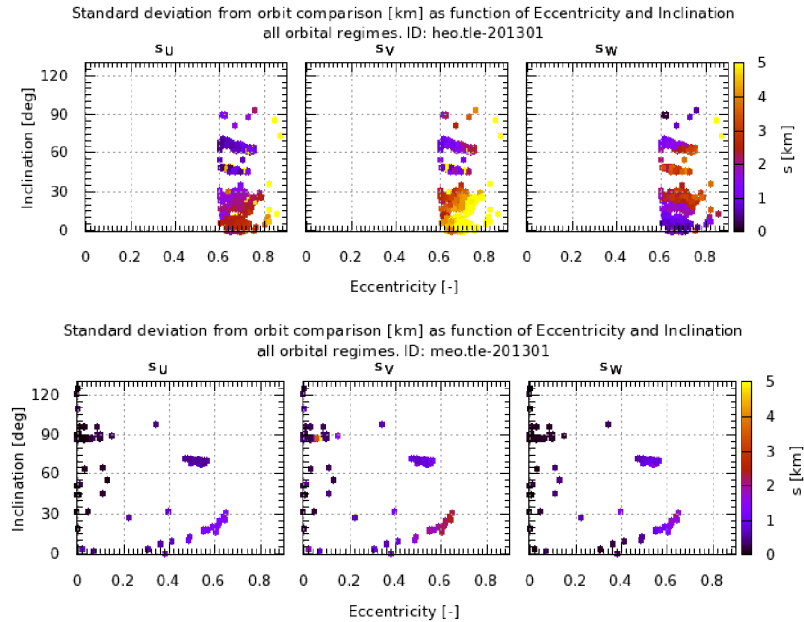 Standard deviation from orbit comparison [km] as function of Eccentricity and Inclination
all orbital regimes. ID: heo.tle-201301
sU sV sW
120
90
60
30
0
Inclination [deg]
0 0.2 0.4 0.6 0.8 0 0.2 0.4 0.6 0.8 0 0.2 0.4 0.6 0.8
Eccentricity [-]
5
4
3
2
1
0
s [km]
Standard deviation from orbit comparison [km] as function of Eccentricity and Inclination
all orbital regimes. ID: meo.tle-201301
sU sV sW
120
90
60
30
0
Inclination [deg]
0 0.2 0.4 0.6 0.8 0 0.2 0.4 0.6 0.8 0 0.2 0.4 0.6 0.8
Eccentricity [-]
5
4
3
2
1
0
s [km]